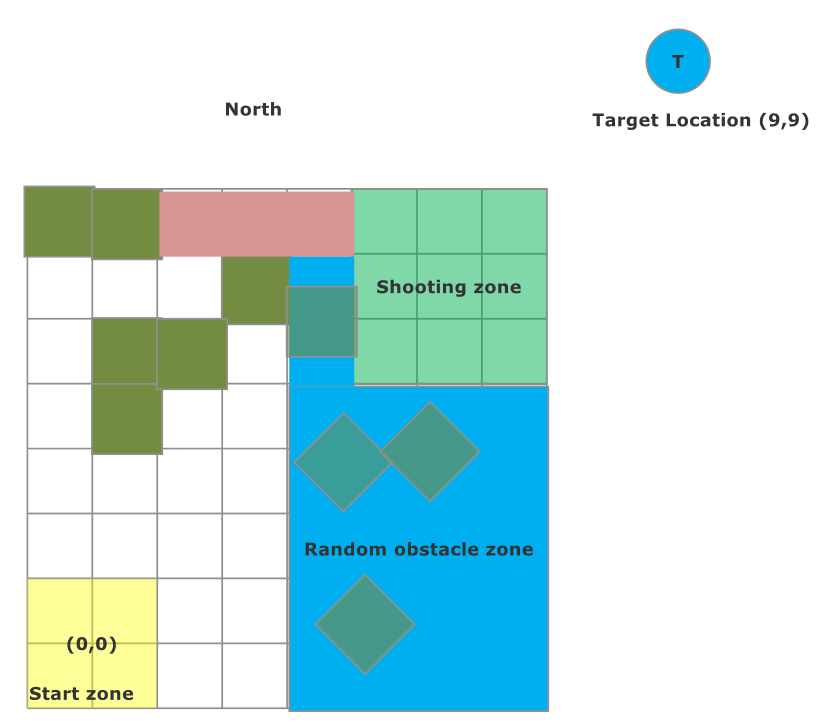 T
Target Location (9,9)
North
Shooting zone
Random obstacle zone
(0,0)
Start zone